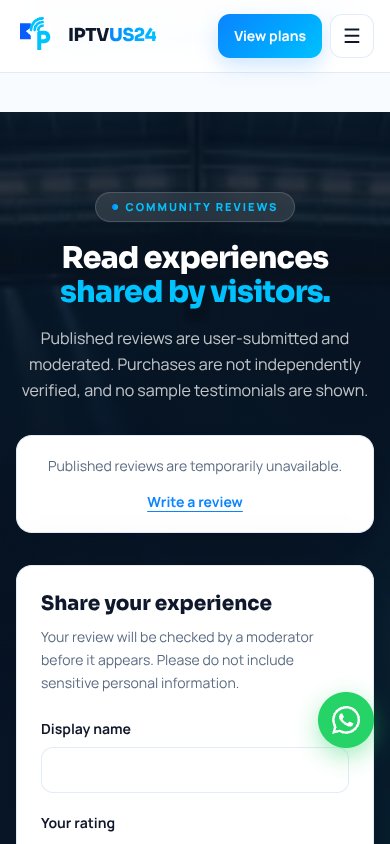 IPTVUS24
View plans
COMMUNITY REVIEWS
Read experiences
shared by visitors.
Published reviews are user-submitted and
moderated. Purchases are not independently
verified, and no sample testimonials are shown.
Published reviews are temporarily unavailable.
Write a review
Share your experience
Your review will be checked by a moderator
before it appears. Please do not include
sensitive personal information.
Display name
Your rating